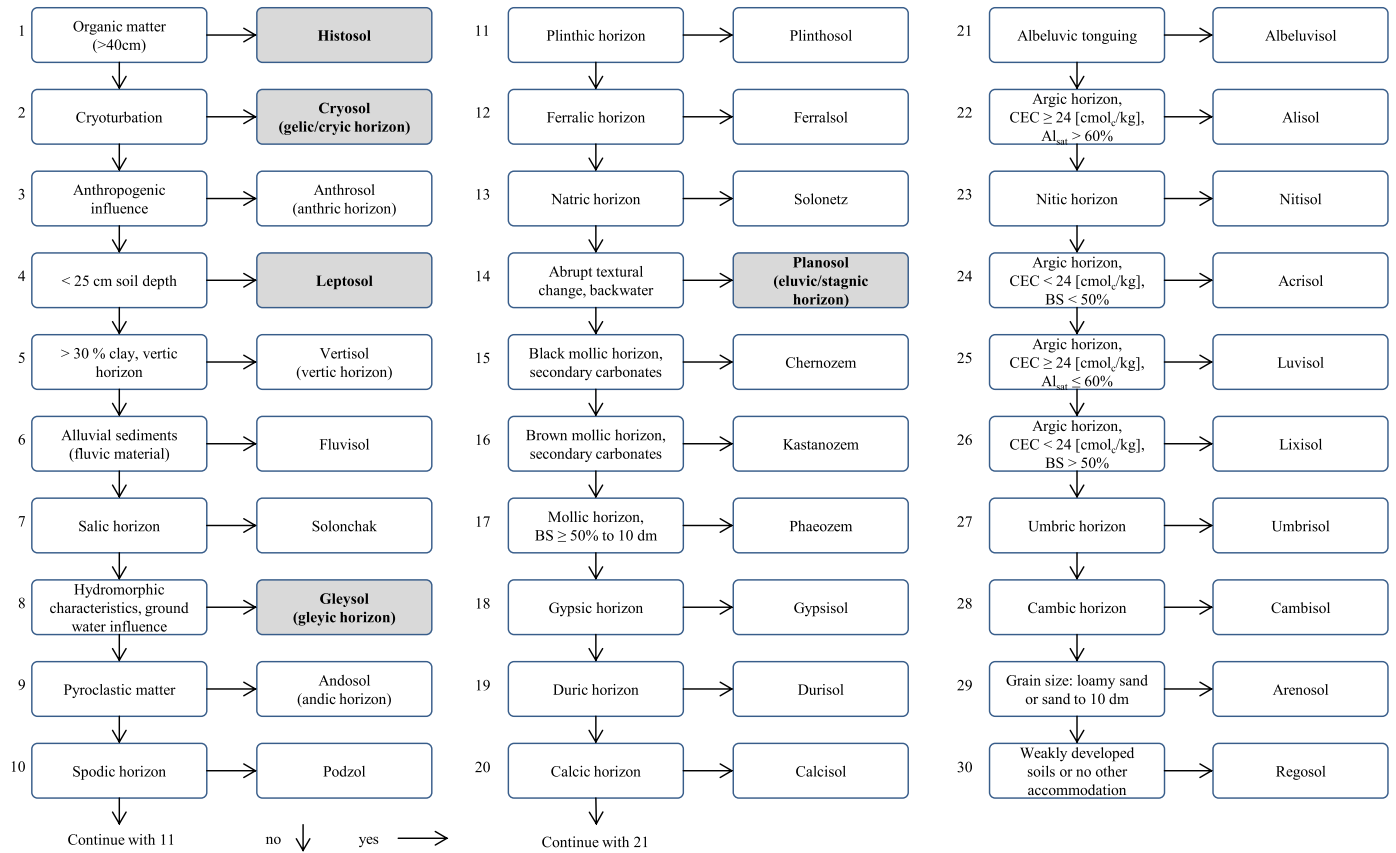 1
Organic matter
(>40cm)
Histosol
2
Cryoturbation
Cryosol
(gelic/cryic horizon)
3
Anthropogenic
influence
Anthrosol
(anthric horizon)
4
< 25 cm soil depth
Leptosol
5
> 30 % clay, vertic
horizon
Vertisol
(vertic horizon)
6
Alluvial sediments
(fluvic material)
Fluvisol
7
Salic horizon
Solonchak
8
Hydromorphic
characteristics, ground
water influence
Gleysol
(gleyic horizon)
9
Pyroclastic matter
Andosol
(andic horizon)
10
Spodic horizon
Podzol
Continue with 11
no
yes
11
Plinthic horizon
Plinthosol
12
Ferralic horizon
Ferralsol
13
Natric horizon
Solonetz
14
Abrupt textural
change, backwater
Planosol
(eluvic/stagnic
horizon)
15
Black mollic horizon,
secondary carbonates
Chernozem
16
Brown mollic horizon,
secondary carbonates
Kastanozem
17
Mollic horizon,
BS ≥ 50% to 10 dm
Phaeozem
18
Gypsic horizon
Gypsisol
19
Duric horizon
Durisol
20
Calcic horizon
Calcisol
Continue with 21
21
Albeluvic tonguing
Albeluvisol
22
Argic horizon,
CEC ≥ 24 [cmolc/kg],
Alsat > 60%
Alisol
23
Nitic horizon
Nitisol
24
Argic horizon,
CEC < 24 [cmolc/kg],
BS < 50%
Acrisol
25
Argic horizon,
CEC ≥ 24 [cmolc/kg],
Alsat ≤ 60%
Luvisol
26
Argic horizon,
CEC < 24 [cmolc/kg],
BS > 50%
Lixisol
27
Umbric horizon
Umbrisol
28
Cambic horizon
Cambisol
29
Grain size: loamy sand
or sand to 10 dm
Arenosol
30
Weakly developed
soils or no other
accommodation
Regosol